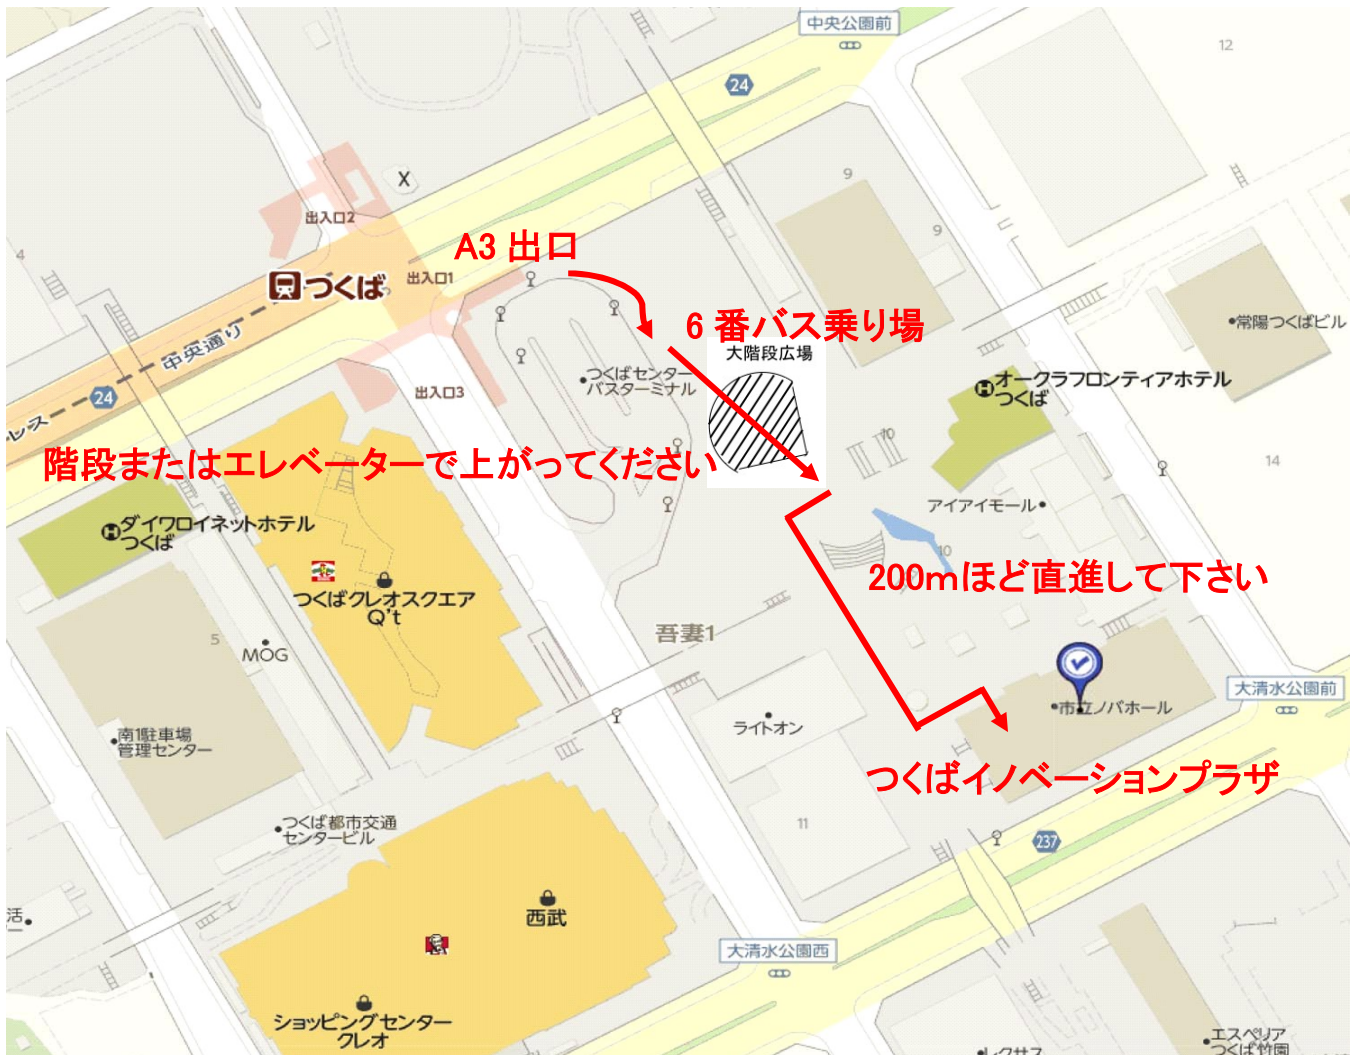 中央公園前
12
24
9
X
出入口2
9
4
A3 出口
つくば
出入口1
6 番バス乗り場
大階段広場
常陽つくばビル
中央通り
つくばセンター
バスターミナル
オークラフロンティアホテル
つくば
出入口3
24
レス
階段またはエレベーターで上がってください
10
14
アイアイモール
ダイワロイネットホテル
つくば
10
200mほど直進して下さい
つくばクレオスクエア
Q't
吾妻1
5
MOG
大清水公園前
市立ノバホール
ライトオン
南1駐車場
管理センター
つくばイノベーションプラザ
つくば都市交通
センタービル
11
237
西武
活
大清水公園西
ショッピングセンター
クレオ
エスペリア
つくば竹園
レクサス